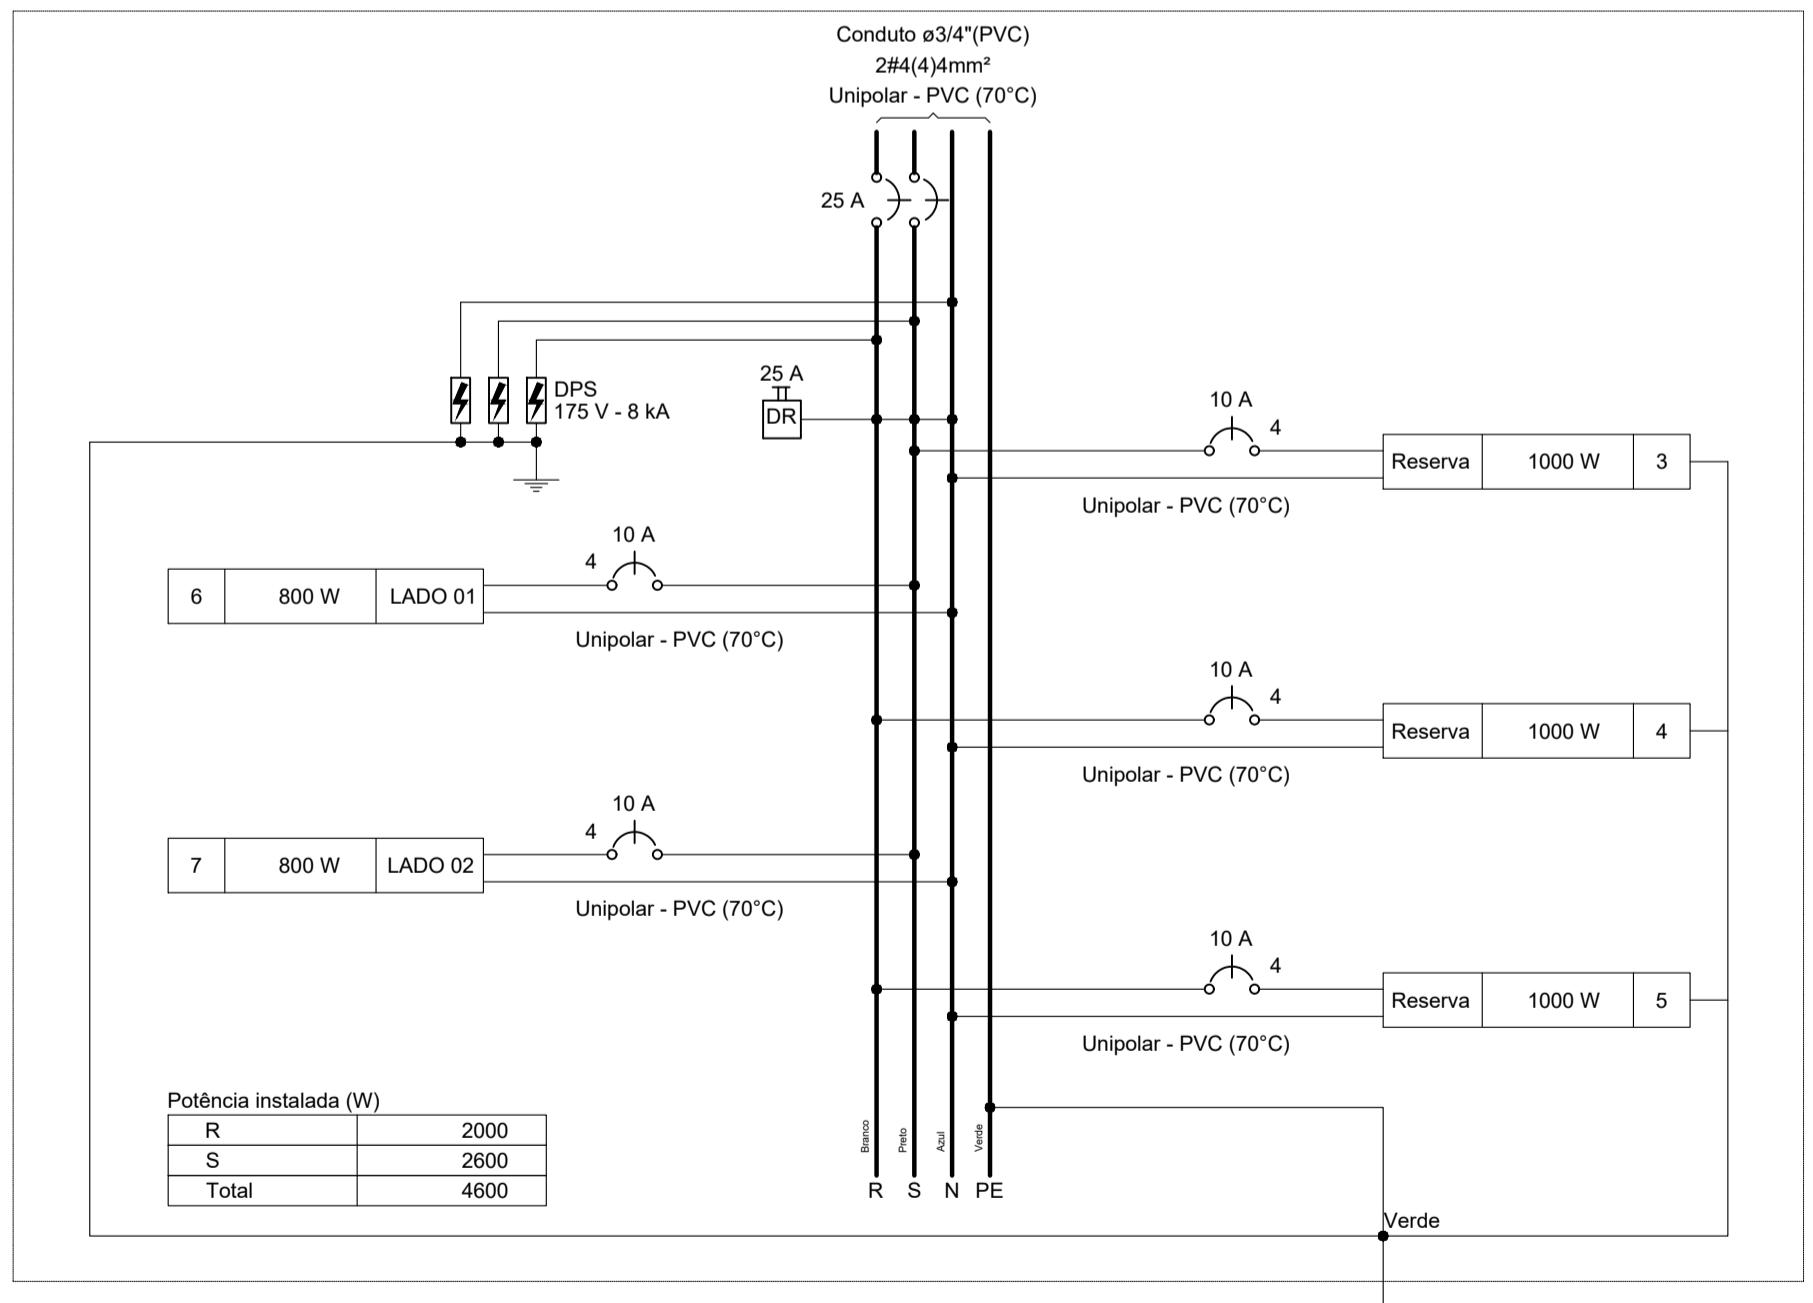 Conduto ø3/4"(PVC)
2#4(4)4mm²
Unipolar - PVC (70°C)
25 A
DPS
175 V - 8 kA
25 A
DR
10 A
4
Reserva 1000 W 3
Unipolar - PVC (70°C)
10 A
4
6 800 W LADO 01
Unipolar - PVC (70°C)
10 A
4
Reserva 1000 W 4
Unipolar - PVC (70°C)
10 A
4
7 800 W LADO 02
Unipolar - PVC (70°C)
10 A
4
Reserva 1000 W 5
Unipolar - PVC (70°C)
Potência instalada (W)
R 2000
S 2600
Total 4600
Branco
Preto
Azul
Verde
R S N PE
Verde